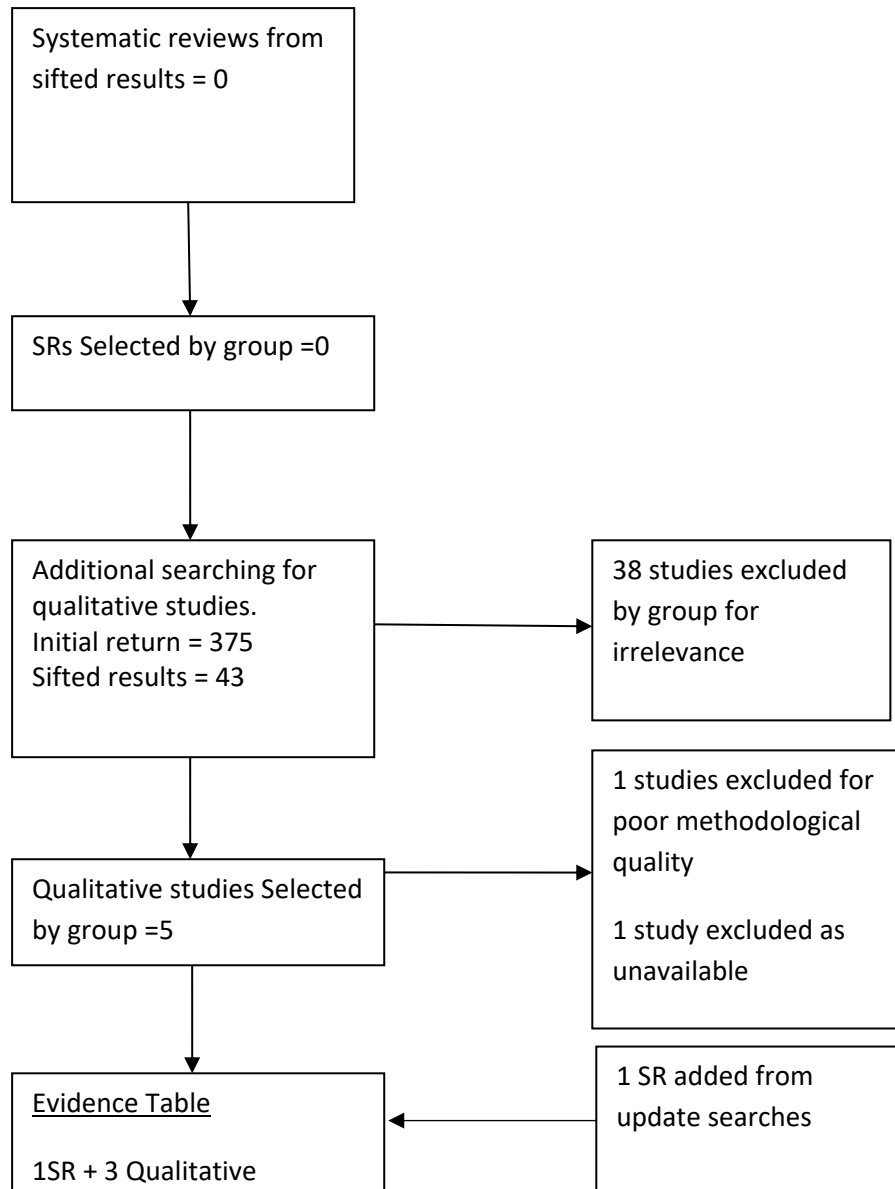 Systematic reviews from
sifted results = 0
SRs Selected by group =0
Additional searching for
qualitative studies.
Initial return = 375
Sifted results = 43
38 studies excluded
by group for
irrelevance
Qualitative studies Selected
by group =5
1 studies excluded for
poor methodological
quality
1 study excluded as
unavailable
Evidence Table
1SR + 3 Qualitative
1 SR added from
update searches